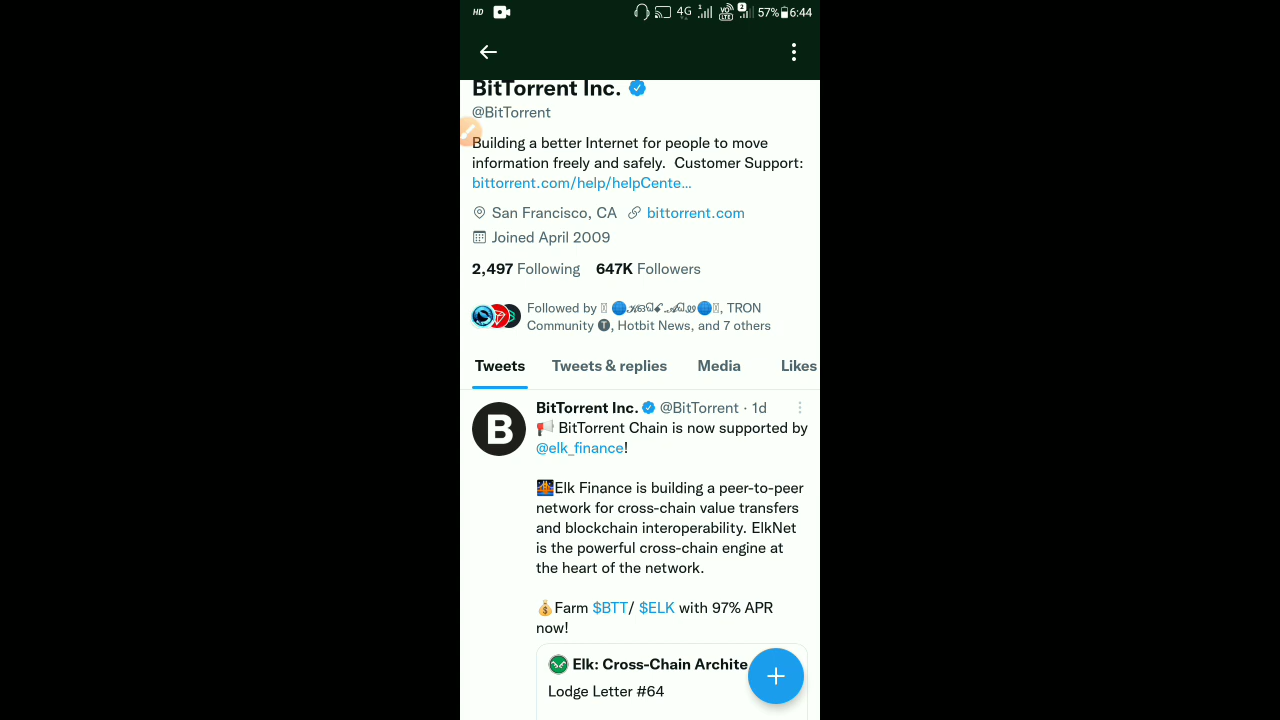 HD 4G 1 VO LTE 2 57% 6:44
BitTorrent Inc.
@BitTorrent
Building a better Internet for people to move
information freely and safely. Customer Support:
bittorrent.com/help/helpCente…
San Francisco, CA bittorrent.com
Joined April 2009
2,497 Following 647K Followers
Followed by , TRON
Community T, Hotbit News, and 7 others
Tweets Tweets & replies Media Likes
B BitTorrent Inc. @BitTorrent · 1d
📢 BitTorrent Chain is now supported by
@elk_finance!
🌉Elk Finance is building a peer-to-peer
network for cross-chain value transfers
and blockchain interoperability. ElkNet
is the powerful cross-chain engine at
the heart of the network.
💰Farm $BTT/ $ELK with 97% APR
now!
Elk: Cross-Chain Archite
Lodge Letter #64